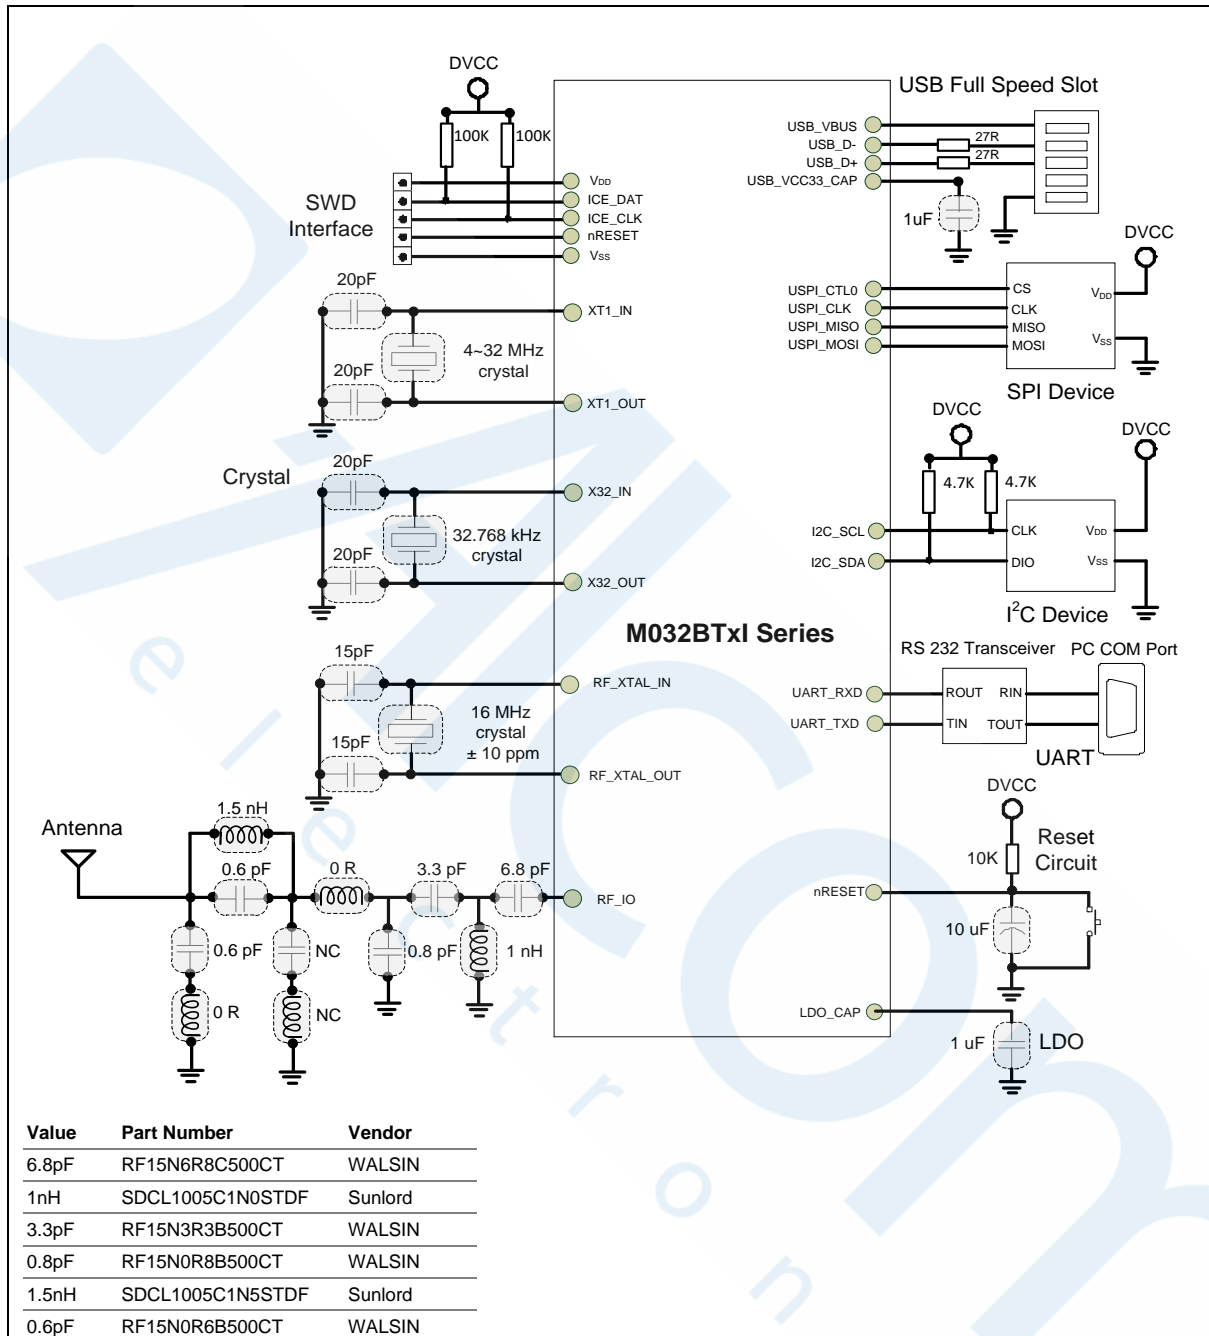 DVCC
100K 100K
SWD
Interface
VDD
ICE_DAT
ICE_CLK
nRESET
VSS
20pF
XT1_IN
4~32 MHz
crystal
20pF
XT1_OUT
Crystal
20pF
X32_IN
32.768 kHz
crystal
20pF
X32_OUT
15pF
RF_XTAL_IN
16 MHz
crystal
± 10 ppm
15pF
RF_XTAL_OUT
Antenna
1.5 nH
0.6 pF
0 R
3.3 pF
6.8 pF
RF_IO
0.6 pF
NC
0.8 pF
1 nH
0 R
NC
M032BTxI Series
USB Full Speed Slot
USB_VBUS
USB_D-
27R
USB_D+
27R
USB_VCC33_CAP
1uF
DVCC
USPI_CTL0
USPI_CLK
USPI_MISO
USPI_MOSI
CS
CLK
MISO
MOSI
VDD
VSS
SPI Device
DVCC
DVCC
4.7K
4.7K
I2C_SCL
I2C_SDA
CLK
DIO
VDD
VSS
I2C Device
RS 232 Transceiver PC COM Port
UART_RXD
UART_TXD
ROUT RIN
TIN TOUT
UART
DVCC
10K
Reset
Circuit
nRESET
10 uF
LDO_CAP
1 uF
LDO
Value Part Number Vendor
6.8pF RF15N6R8C500CT WALSIN
1nH SDCL1005C1N0STDF Sunlord
3.3pF RF15N3R3B500CT WALSIN
0.8pF RF15N0R8B500CT WALSIN
1.5nH SDCL1005C1N5STDF Sunlord
0.6pF RF15N0R6B500CT WALSIN